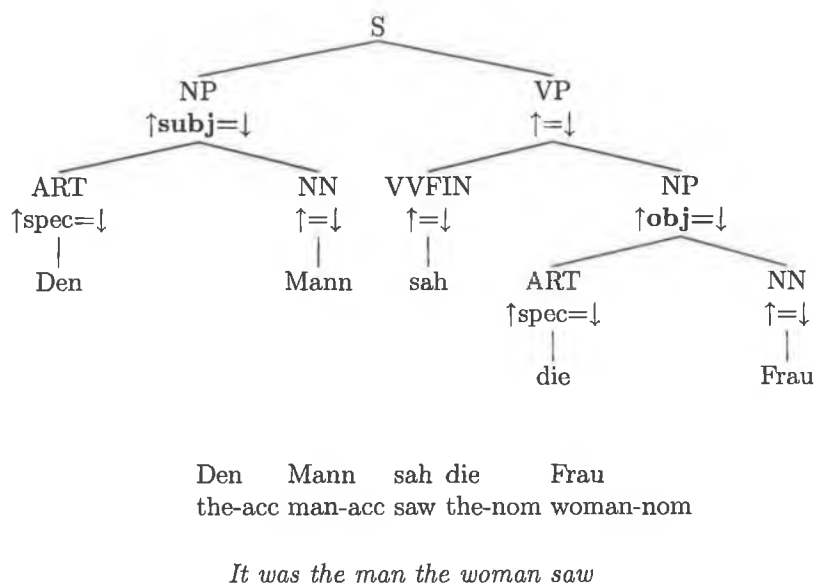 S
NP VP
↑subj=↓ ↑=↓
ART NN VVFIN NP
↑spec=↓ ↑=↓ ↑=↓ ↑obj=↓
Den Mann sah ART NN
↑spec=↓ ↑=↓
die Frau
Den Mann sah die Frau
the-acc man-acc saw the-nom woman-nom
It was the man the woman saw